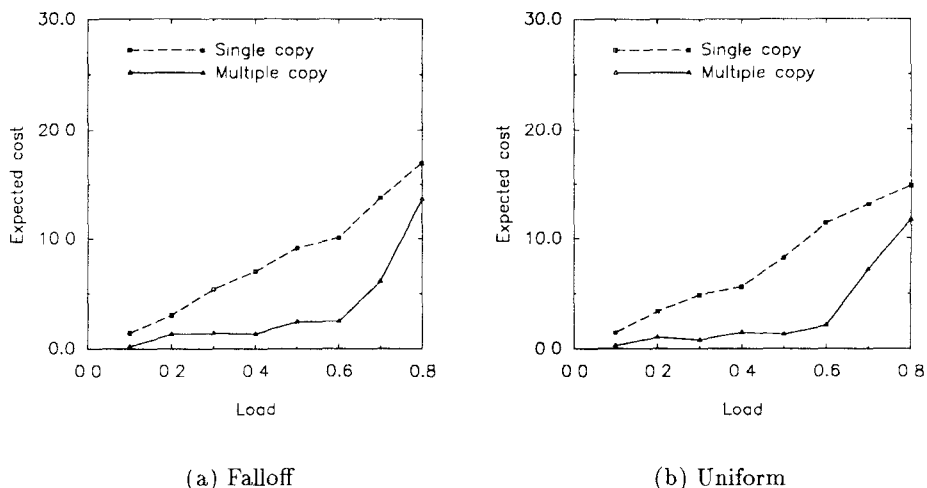 30.0
Single copy
Multiple copy
20.0
Expected cost
10.0
0.0
0.0 0.2 0.4 0.6 0.8
Load
(a) Falloff
30.0
Single copy
Multiple copy
20.0
Expected cost
10.0
0.0
0.0 0.2 0.4 0.6 0.8
Load
(b) Uniform